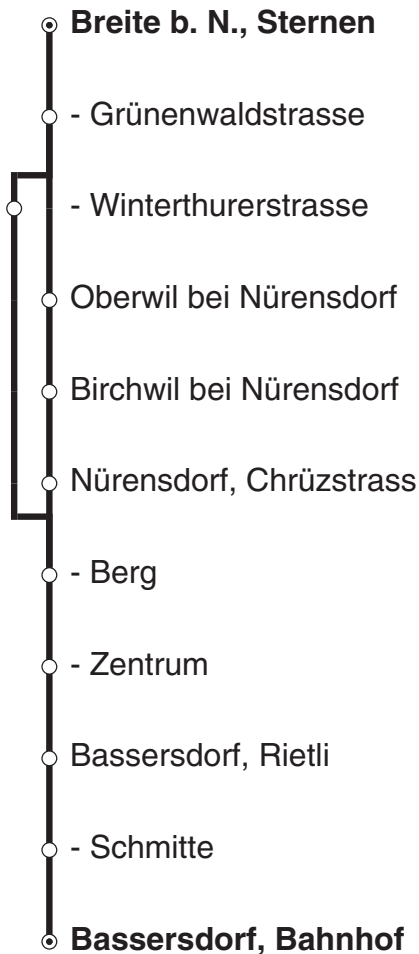 Breite b. N., Sternen
- Grünenwaldstrasse
- Winterthurerstrasse
Oberwil bei Nürensdorf
Birchwil bei Nürensdorf
Nürensdorf, Chrüzstrass
- Berg
- Zentrum
Bassersdorf, Rietli
- Schmitte
Bassersdorf, Bahnhof